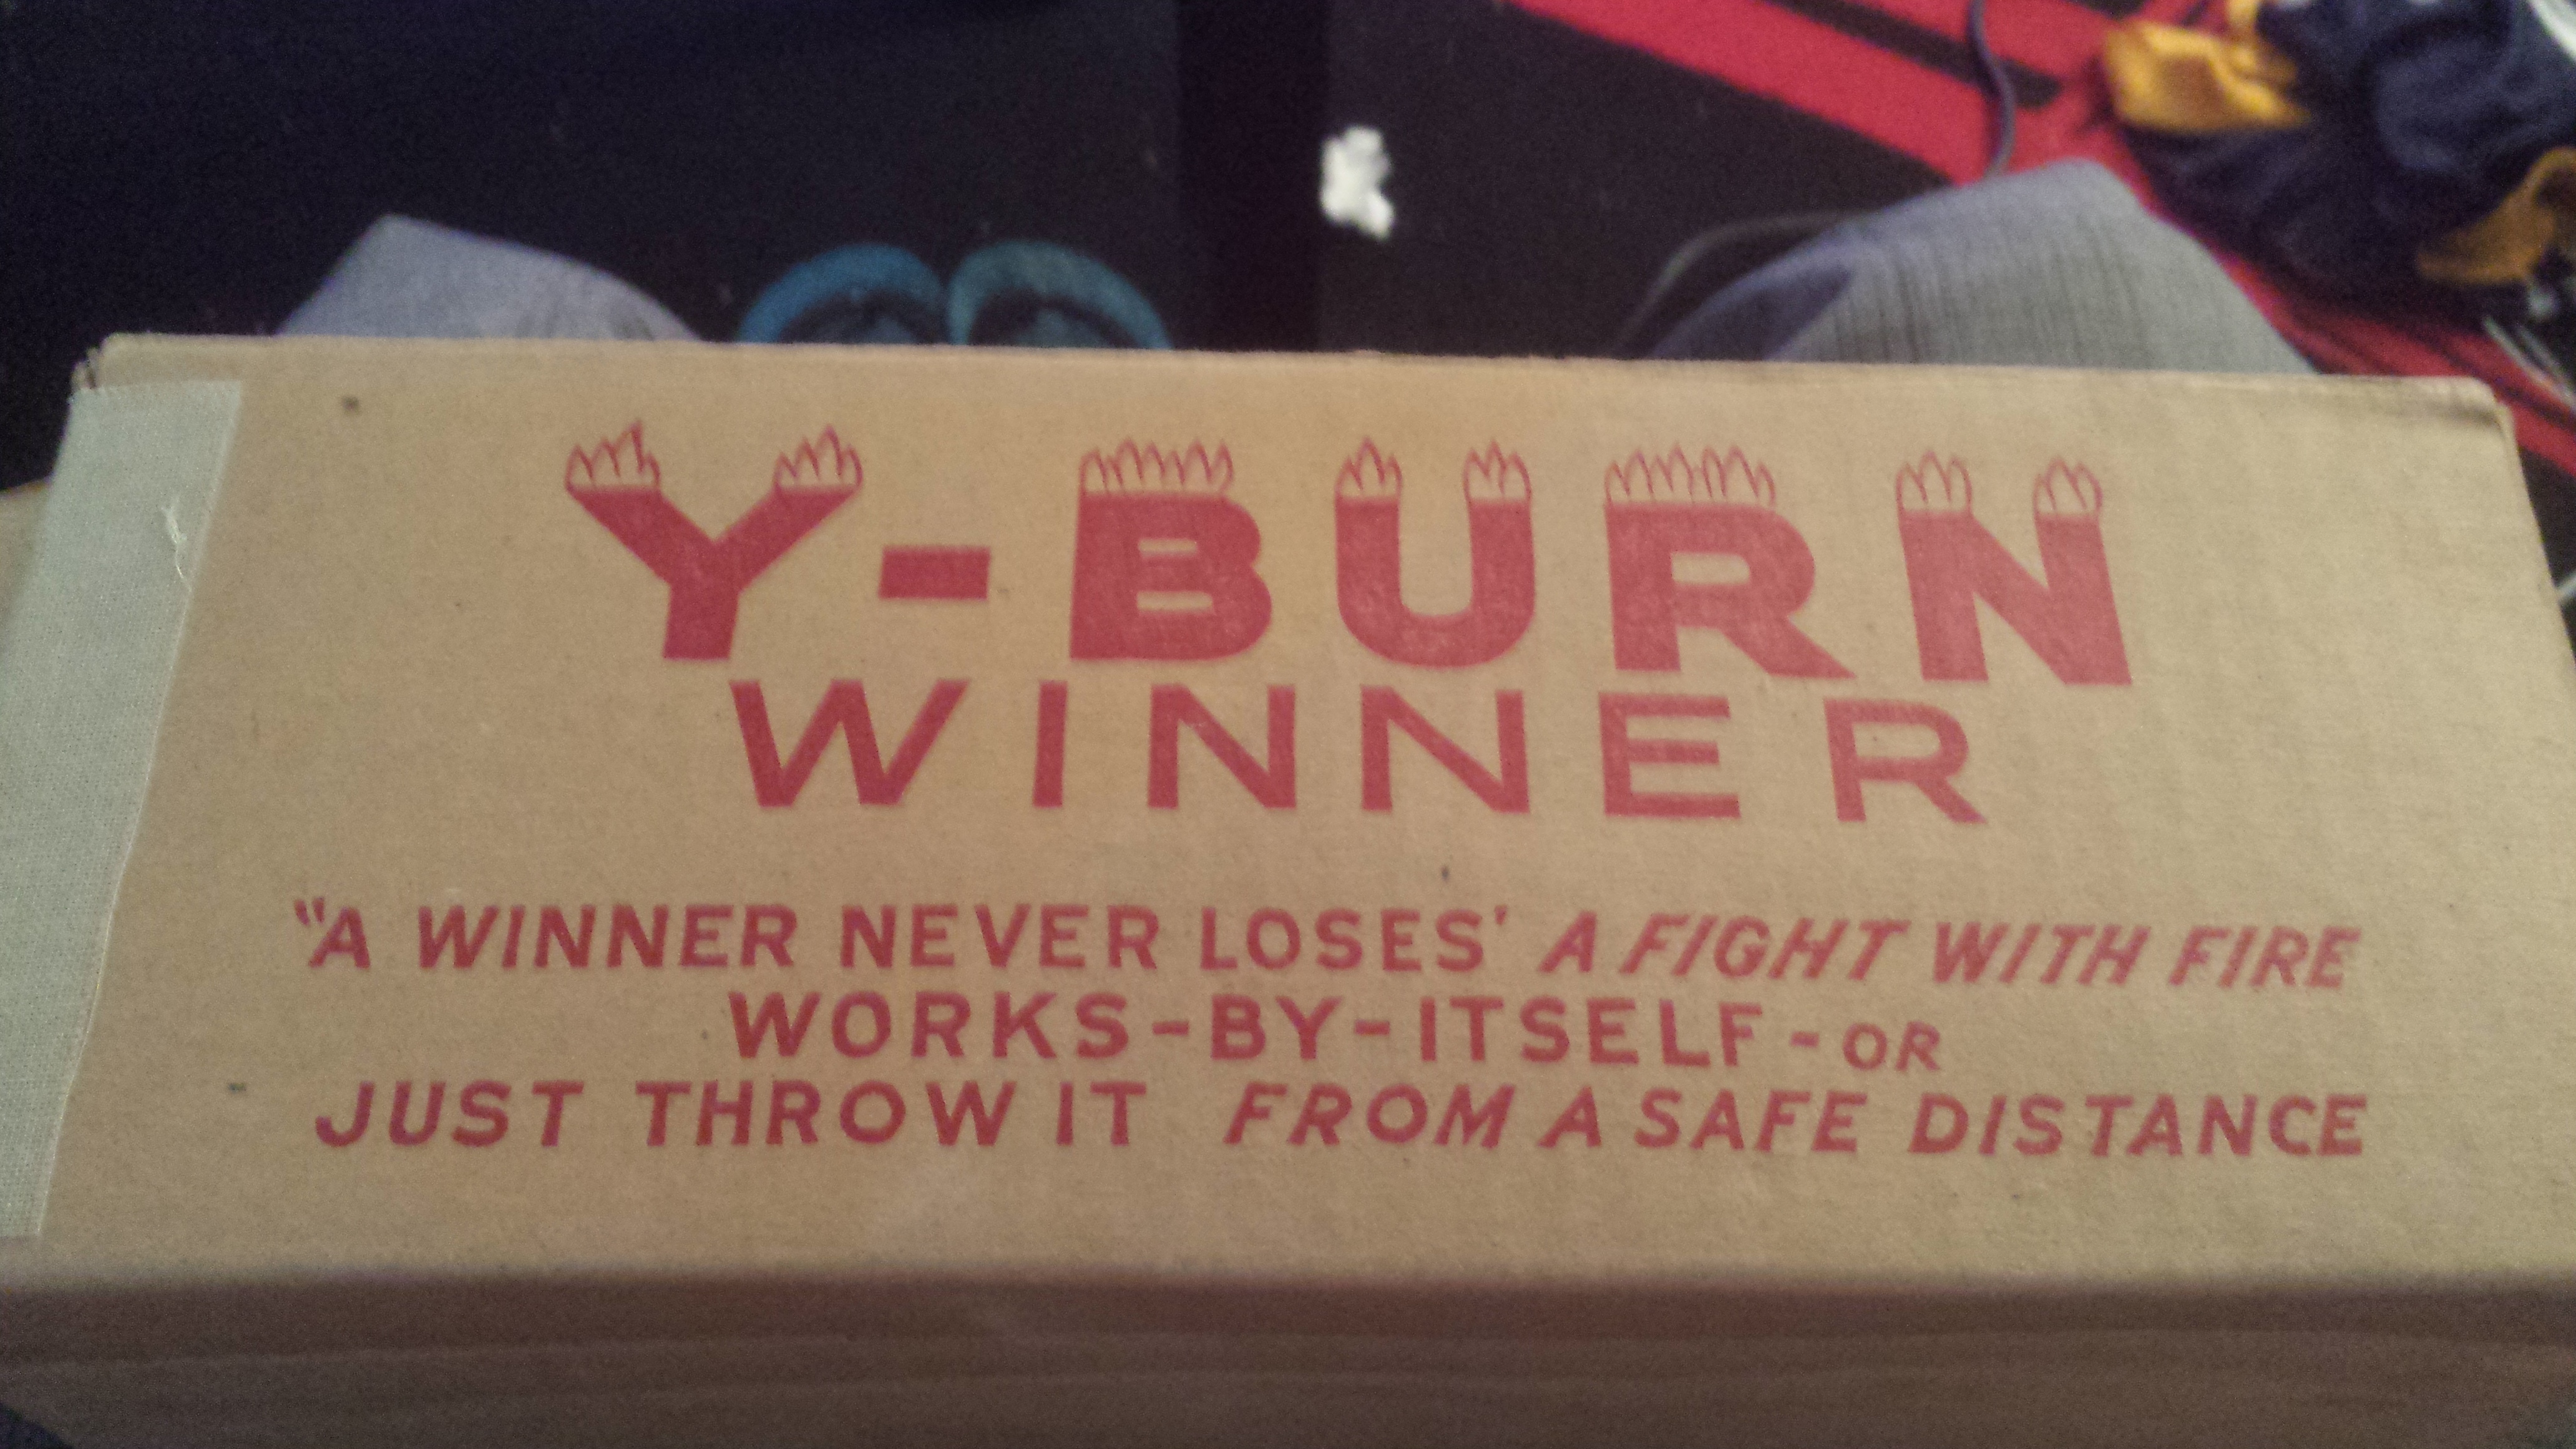 Y-BURN
WINNER
"A WINNER NEVER LOSES' A FIGHT WITH FIRE
WORKS-BY-ITSELF-OR
JUST THROW IT FROM A SAFE DISTANCE